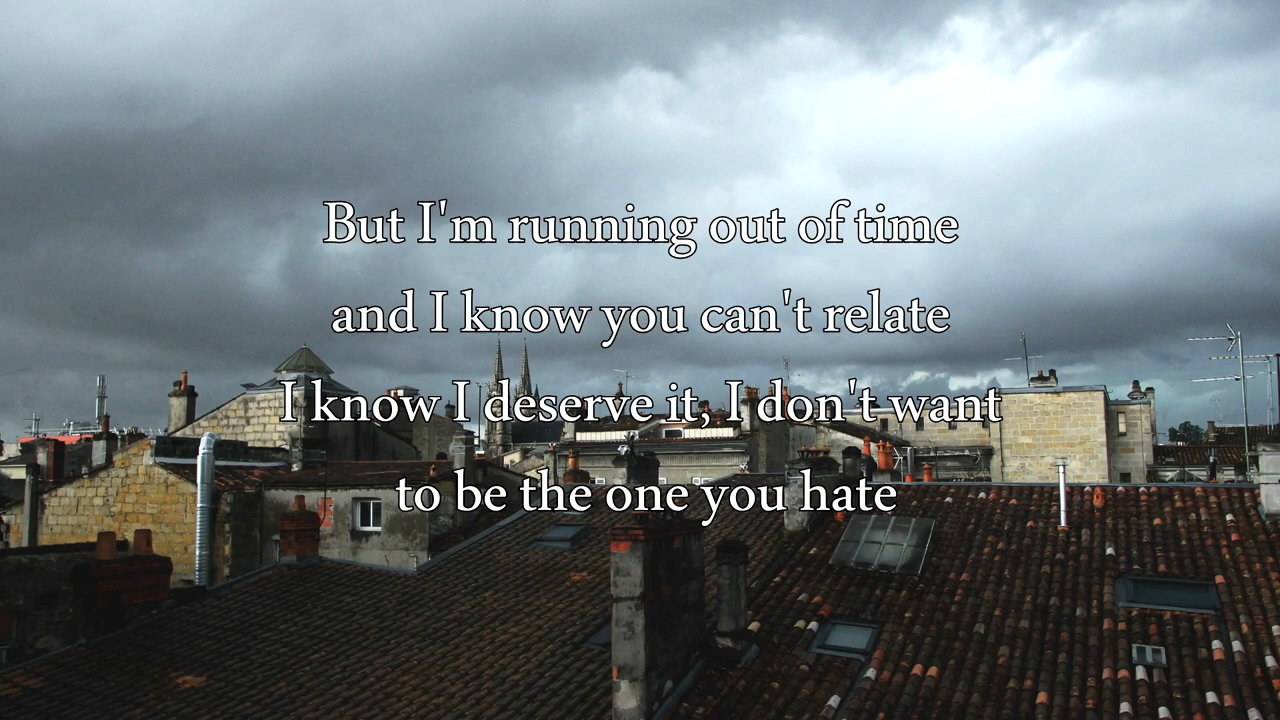 But I'm running out of time
and I know you can't relate
I know I deserve it, I don't want
to be the one you hate